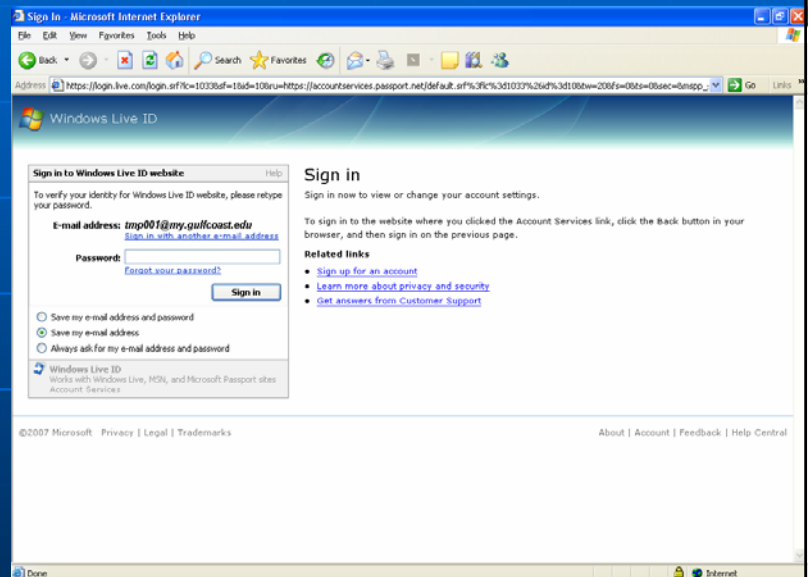 Sign In - Microsoft Internet Explorer
File Edit View Favorites Tools Help
Back Search Favorites
Address https://login.live.com/login.srf?lc=1033&sf=1&id=10&ru=https://accountservices.passport.net/default.srf%3flc%3d1033%26id%3d10&tw=20&fs=0&ts=0&sec=&mspp_ Go Links »
Windows Live ID
Sign in to Windows Live ID website Help
To verify your identity for Windows Live ID website, please retype
your password.
E-mail address: tmp001@my.gulfcoast.edu
Sign in with another e-mail address
Password:
Forgot your password?
Sign in
Save my e-mail address and password
Save my e-mail address
Always ask for my e-mail address and password
Windows Live ID
Works with Windows Live, MSN, and Microsoft Passport sites
Account Services
Sign in
Sign in now to view or change your account settings.
To sign in to the website where you clicked the Account Services link, click the Back button in your
browser, and then sign in on the previous page.
Related links
Sign up for an account
Learn more about privacy and security
Get answers from Customer Support
©2007 Microsoft Privacy | Legal | Trademarks
About | Account | Feedback | Help Central
Done Internet